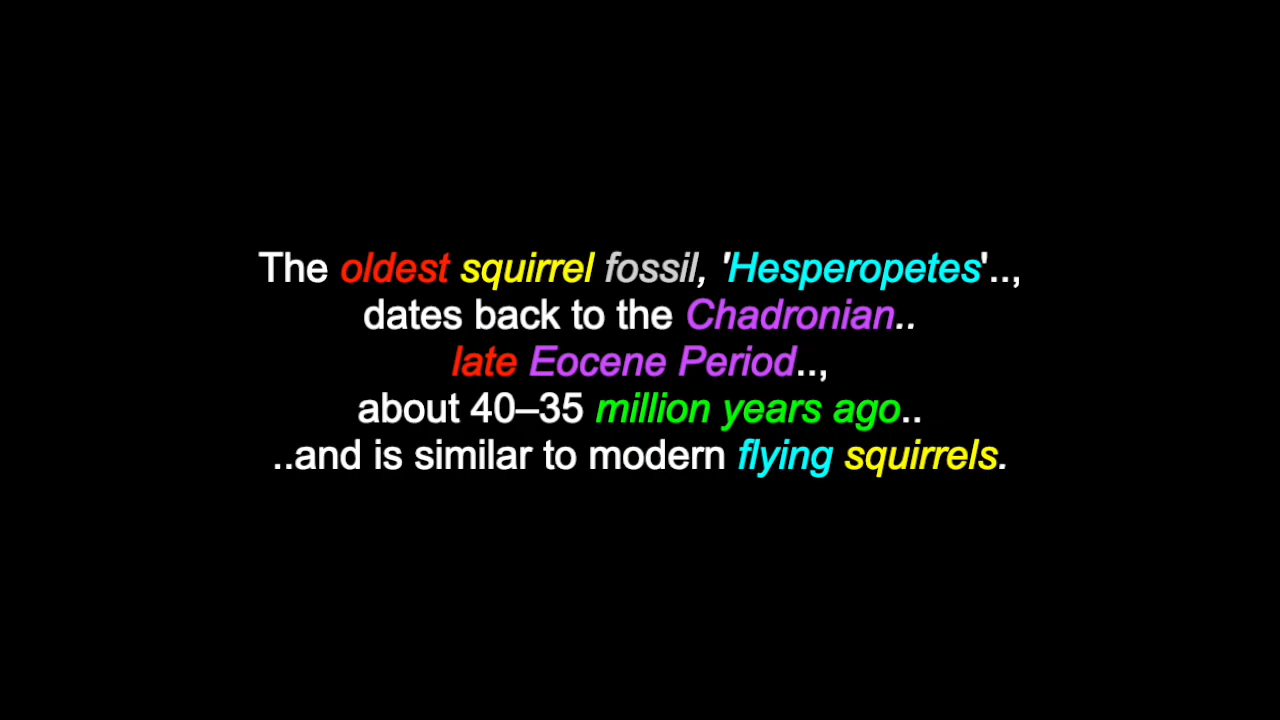 The oldest squirrel fossil, 'Hesperopetes'..,
dates back to the Chadronian..
late Eocene Period..,
about 40–35 million years ago..
..and is similar to modern flying squirrels.